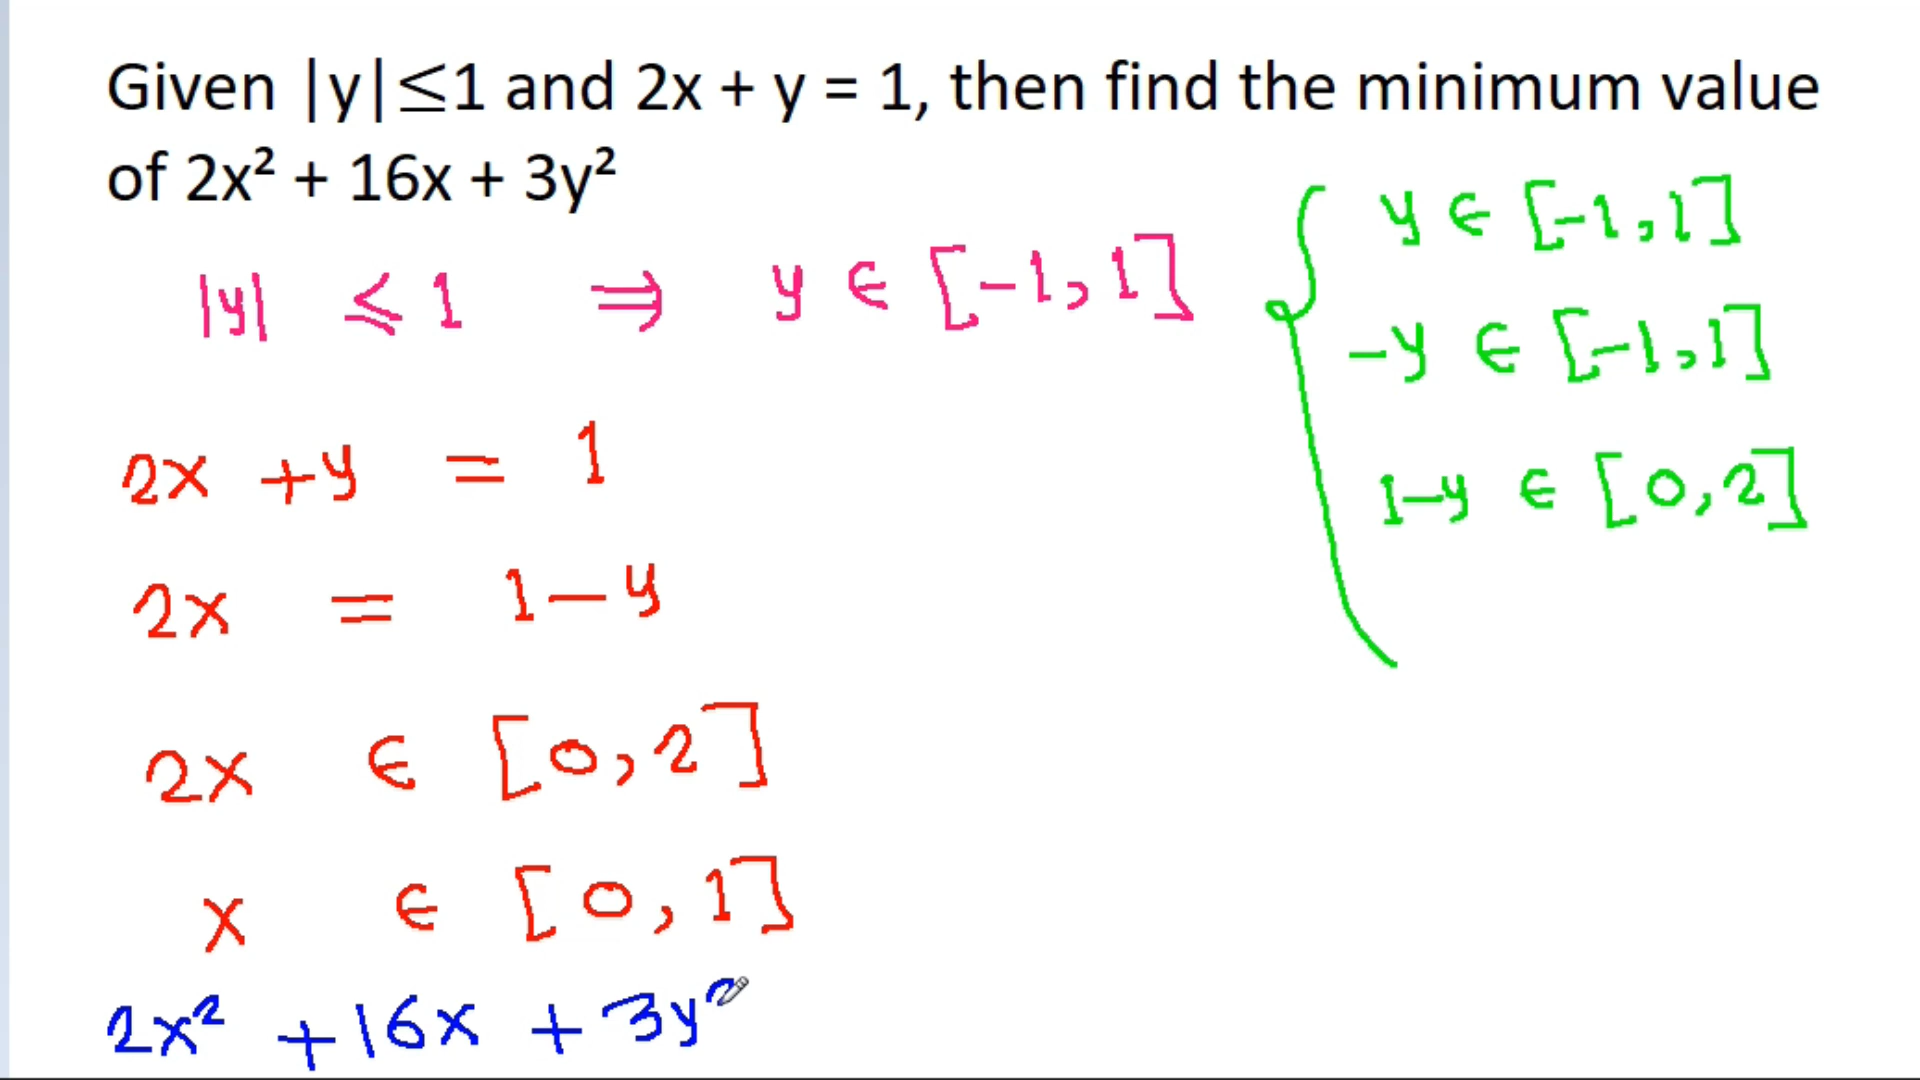 Given |y|≤1 and 2x + y = 1, then find the minimum value
of 2x² + 16x + 3y²
|y| ⩽ 1 ⇒ y ∈ [-1,1]
2x + y = 1
2x = 1-y
2x ∈ [0,2]
x ∈ [0,1]
2x² + 16x + 3y²
y ∈ [-1,1]
-y ∈ [-1,1]
1-y ∈ [0,2]